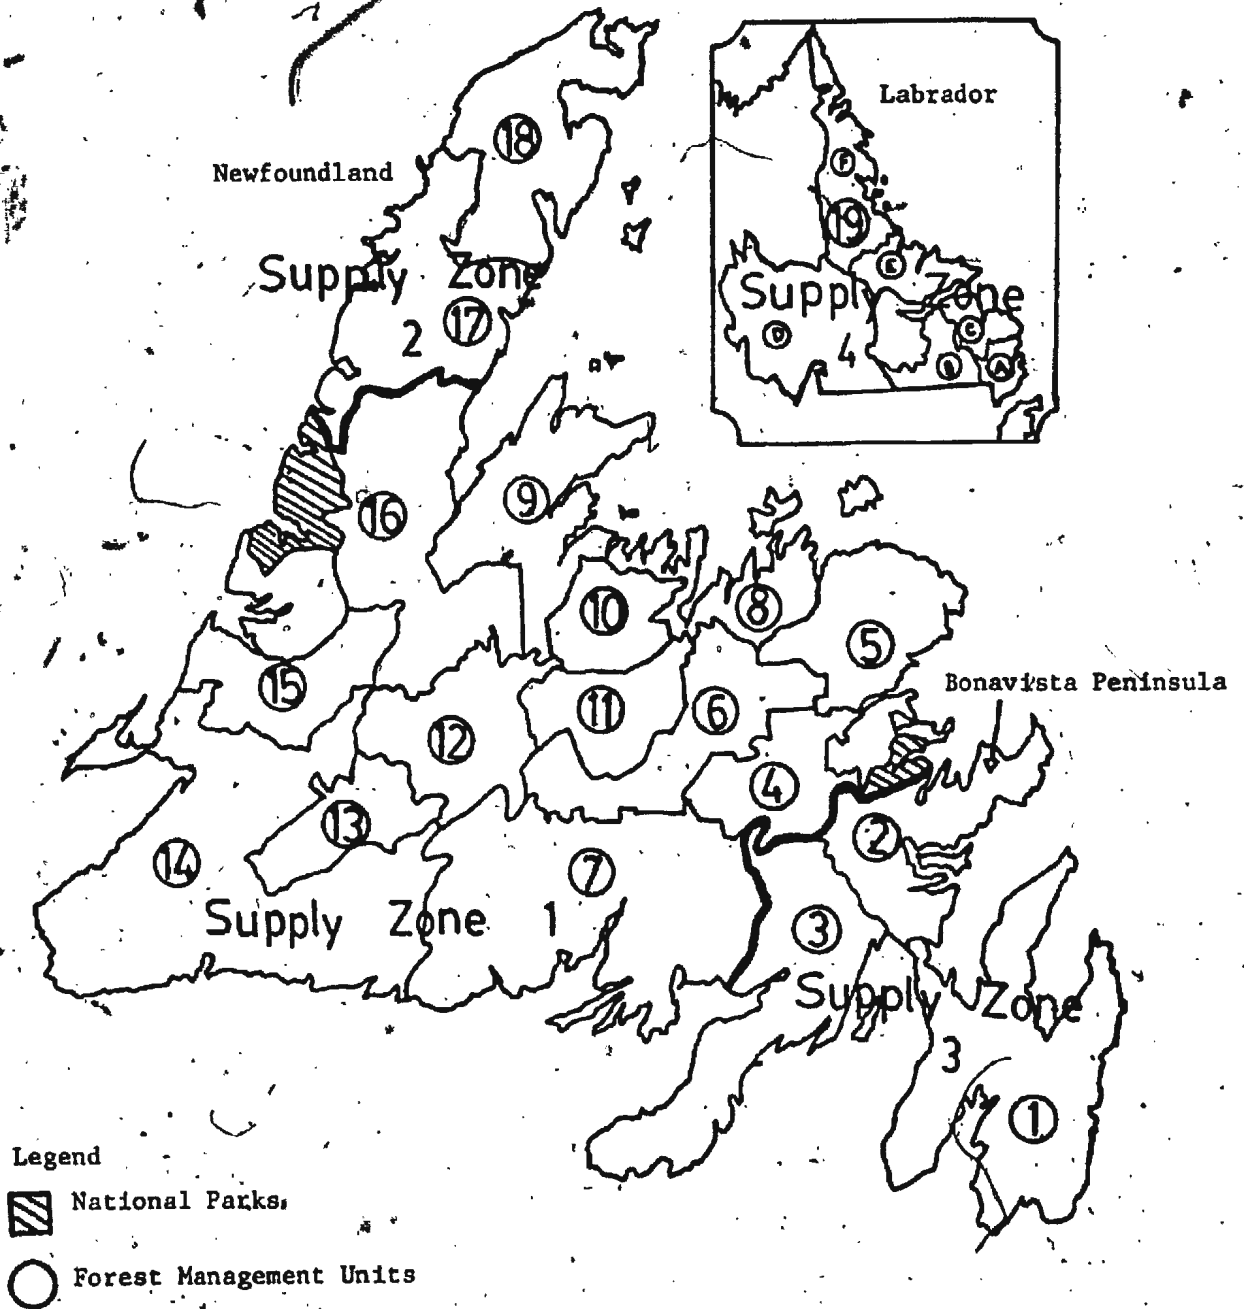 Labrador
F
19
E
Supply Zone
D
4
C
B
A
18
Newfoundland
Supply Zone
2
17
9
16
10
8
5
15
11
6
Bonavista Peninsula
12
4
13
2
14
7
Supply Zone 1
3
Supply Zone
3
1
Legend
National Parks
Forest Management Units